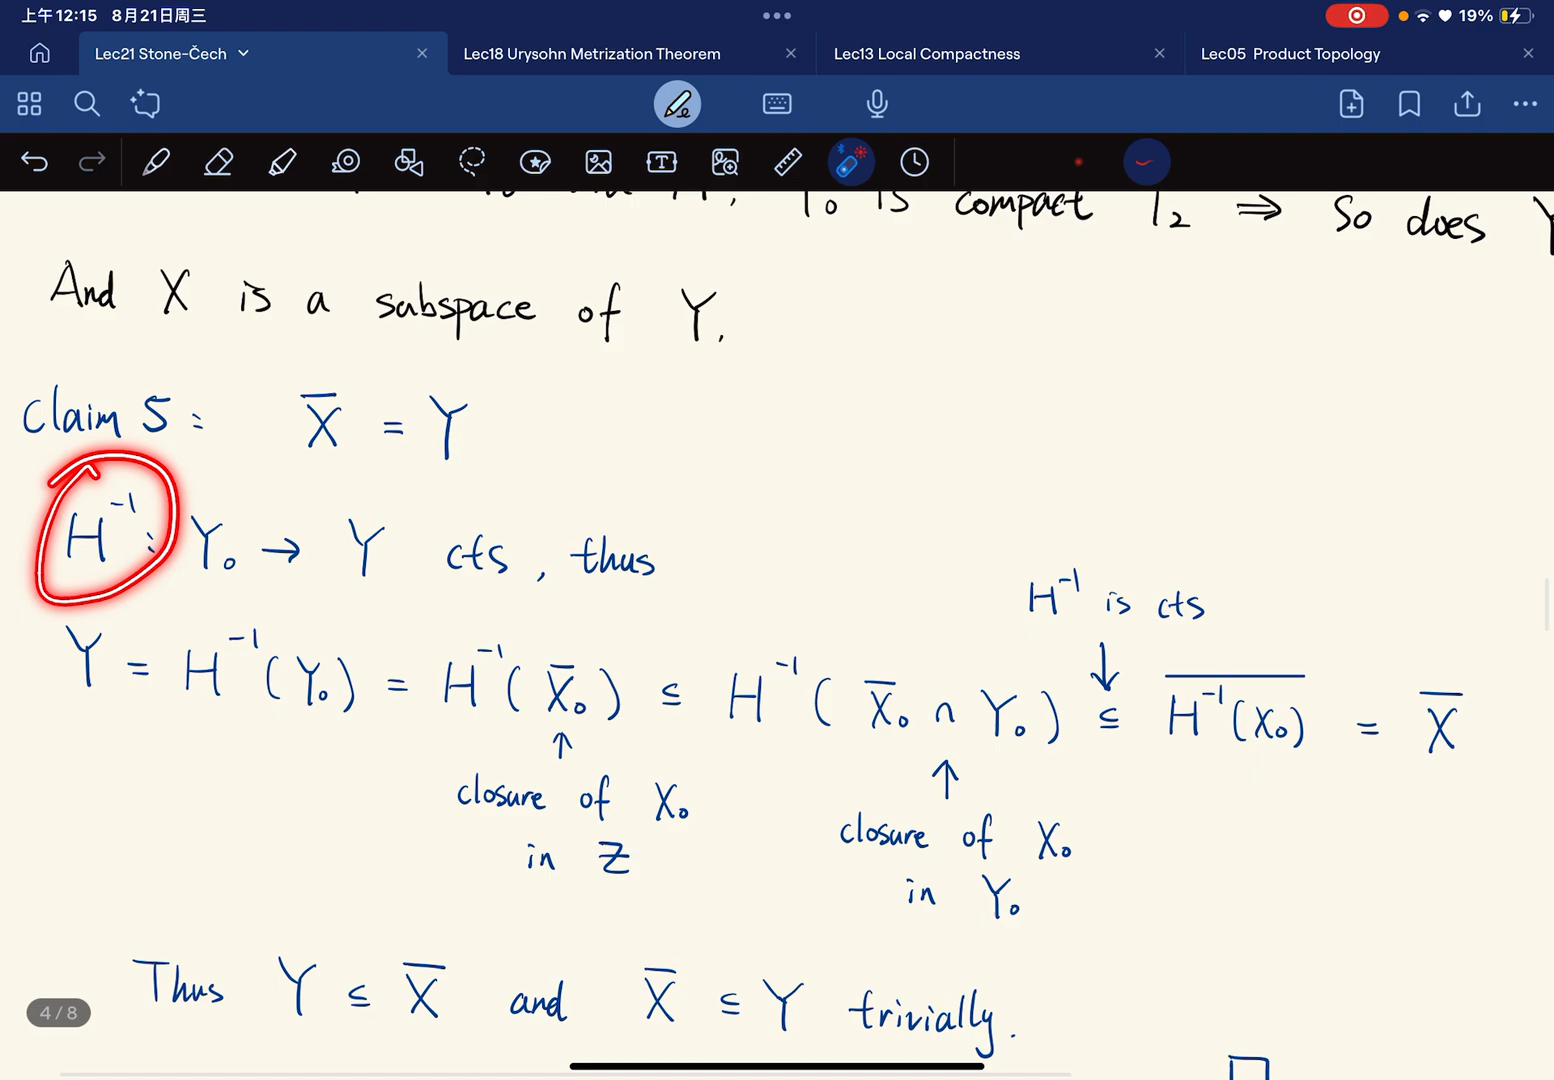 上午12:15 8月21日周三
19%
Lec21 Stone-Čech
Lec18 Urysohn Metrization Theorem
Lec13 Local Compactness
Lec05 Product Topology
Y₀ is compact T₂ ⇒ So does Y
And X is a subspace of Y.
Claim 5: X̅ = Y
H⁻¹: Y₀ → Y cts, thus
H⁻¹ is cts
↓
Y = H⁻¹(Y₀) = H⁻¹(X̅₀) ⊆ H⁻¹(X̅₀ ∩ Y₀) ⊆ \overline{H⁻¹(X₀)} = X̅
↑ ↑
closure of X₀
in Z
closure of X₀
in Y₀
Thus Y ⊆ X̅ and X̅ ⊆ Y trivially.
4 / 8